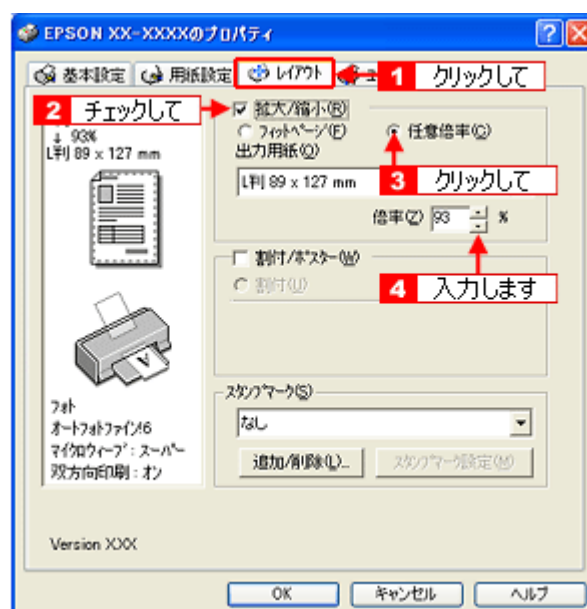 EPSON XX-XXXXのプロパティ
基本設定 用紙設定 レイアウト
1 クリックして
2 チェックして
拡大/縮小(R)
フィットページ(E) 任意倍率(C)
出力用紙(O)
L判 89 x 127 mm
3 クリックして
倍率(Z) 93 %
4 入力します
↓ 93%
L判 89 x 127 mm
割付/ポスター(W)
割付(U)
フォト
オートフォトファイン!6
マイクロウィーブ : スーパー
双方向印刷 : オン
スタンプマーク(S)
なし
追加/削除(L)... スタンプマーク設定(M)
Version XXX
OK キャンセル ヘルプ